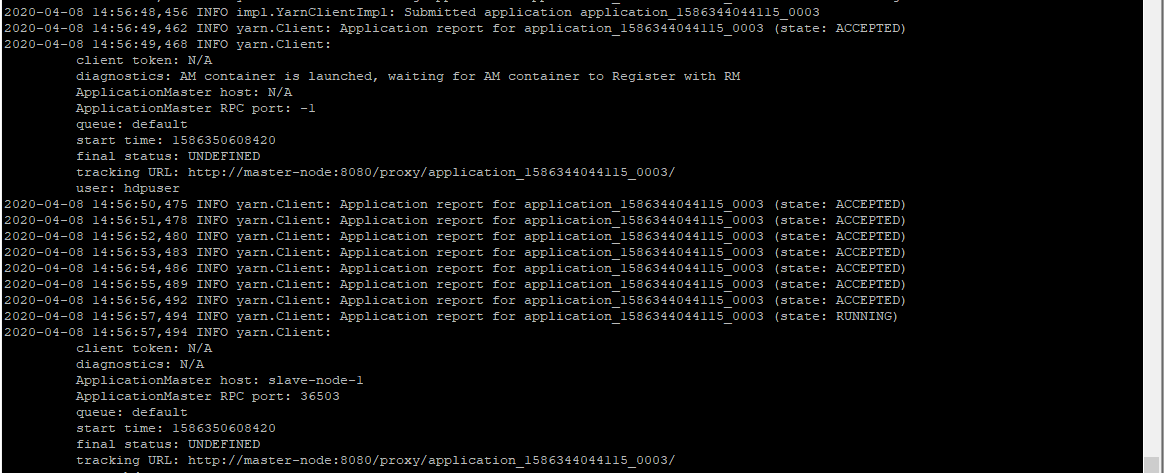 2020-04-08 14:56:48,456 INFO impl.YarnClientImpl: Submitted application application_1586344044115_0003
2020-04-08 14:56:49,462 INFO yarn.Client: Application report for application_1586344044115_0003 (state: ACCEPTED)
2020-04-08 14:56:49,468 INFO yarn.Client:
client token: N/A
diagnostics: AM container is launched, waiting for AM container to Register with RM
ApplicationMaster host: N/A
ApplicationMaster RPC port: -1
queue: default
start time: 1586350608420
final status: UNDEFINED
tracking URL: http://master-node:8080/proxy/application_1586344044115_0003/
user: hdpuser
2020-04-08 14:56:50,475 INFO yarn.Client: Application report for application_1586344044115_0003 (state: ACCEPTED)
2020-04-08 14:56:51,478 INFO yarn.Client: Application report for application_1586344044115_0003 (state: ACCEPTED)
2020-04-08 14:56:52,480 INFO yarn.Client: Application report for application_1586344044115_0003 (state: ACCEPTED)
2020-04-08 14:56:53,483 INFO yarn.Client: Application report for application_1586344044115_0003 (state: ACCEPTED)
2020-04-08 14:56:54,486 INFO yarn.Client: Application report for application_1586344044115_0003 (state: ACCEPTED)
2020-04-08 14:56:55,489 INFO yarn.Client: Application report for application_1586344044115_0003 (state: ACCEPTED)
2020-04-08 14:56:56,492 INFO yarn.Client: Application report for application_1586344044115_0003 (state: ACCEPTED)
2020-04-08 14:56:57,494 INFO yarn.Client: Application report for application_1586344044115_0003 (state: RUNNING)
2020-04-08 14:56:57,494 INFO yarn.Client:
client token: N/A
diagnostics: N/A
ApplicationMaster host: slave-node-1
ApplicationMaster RPC port: 36503
queue: default
start time: 1586350608420
final status: UNDEFINED
tracking URL: http://master-node:8080/proxy/application_1586344044115_0003/